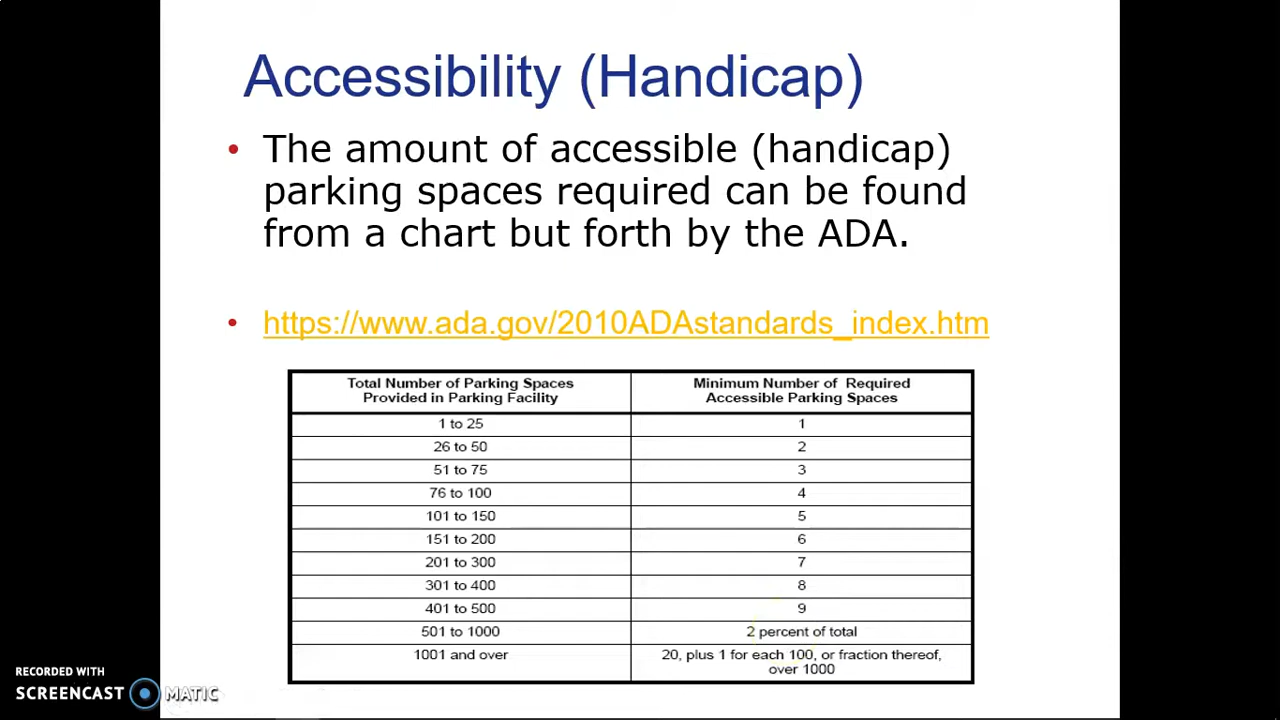 Accessibility (Handicap)
• The amount of accessible (handicap)
parking spaces required can be found
from a chart but forth by the ADA.
• https://www.ada.gov/2010ADAstandards_index.htm
Total Number of Parking Spaces Provided in Parking Facility | Minimum Number of Required Accessible Parking Spaces
1 to 25 | 1
26 to 50 | 2
51 to 75 | 3
76 to 100 | 4
101 to 150 | 5
151 to 200 | 6
201 to 300 | 7
301 to 400 | 8
401 to 500 | 9
501 to 1000 | 2 percent of total
1001 and over | 20, plus 1 for each 100, or fraction thereof, over 1000
RECORDED WITH
SCREENCAST MATIC